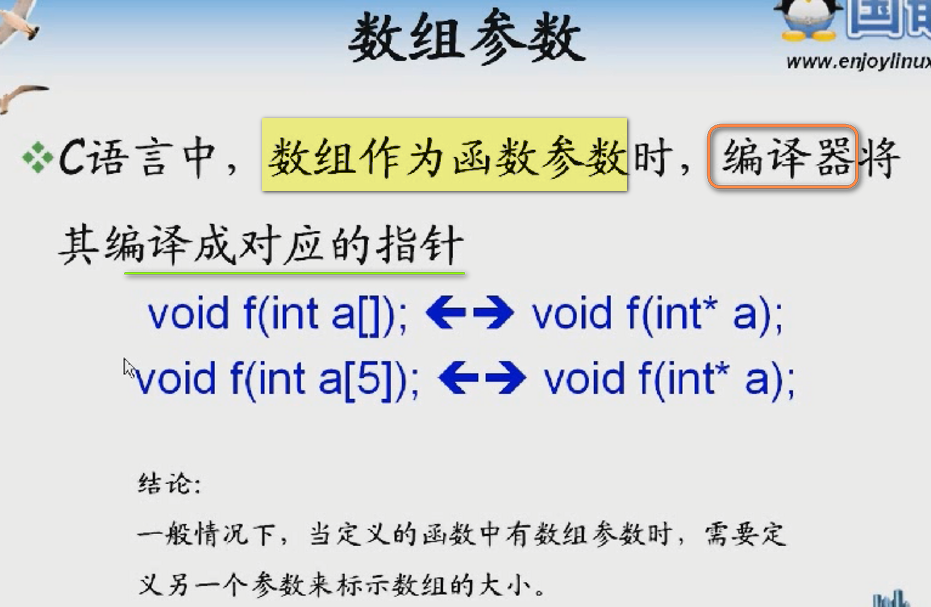 数组参数
www.enjoylinux
C语言中，数组作为函数参数时，编译器将
其编译成对应的指针
void f(int a[]); ←→ void f(int* a);
void f(int a[5]); ←→ void f(int* a);
结论：
一般情况下，当定义的函数中有数组参数时，需要定
义另一个参数来标示数组的大小。